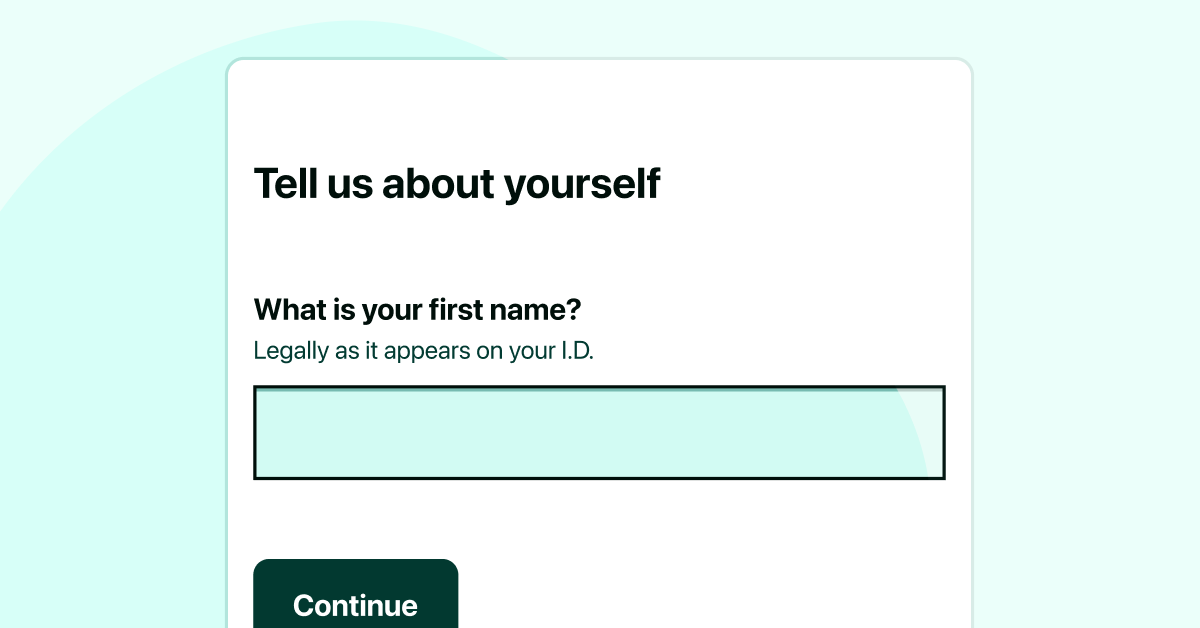 Tell us about yourself
What is your first name?
Legally as it appears on your I.D.
Continue